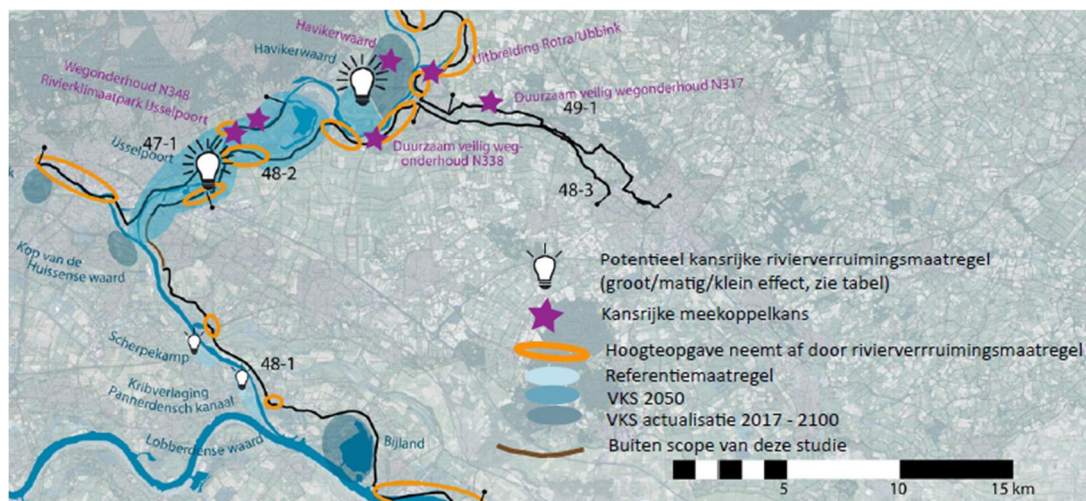 Havikerwaard
Havikerwaard
Uitbreiding Rotra/Ubbink
Wegonderhoud N348
Rivierklimaatpark IJsselpoort
Duurzaam veilig wegonderhoud N317
49-1
47-1
IJsselpoort
48-2
Duurzaam veilig weg-
onderhoud N338
48-3
k
Kop van de
Huissense waard
Scherpekamp
48-1
Kribverlaging
Pannerdensch kanaal
Lobberdense waard
Bijland
Potentieel kansrijke rivierverruimingsmaatregel
(groot/matig/klein effect, zie tabel)
Kansrijke meekoppelkans
Hoogteopgave neemt af door rivierverrruimingsmaatregel
Referentiemaatregel
VKS 2050
VKS actualisatie 2017 - 2100
Buiten scope van deze studie
5 10 15 km